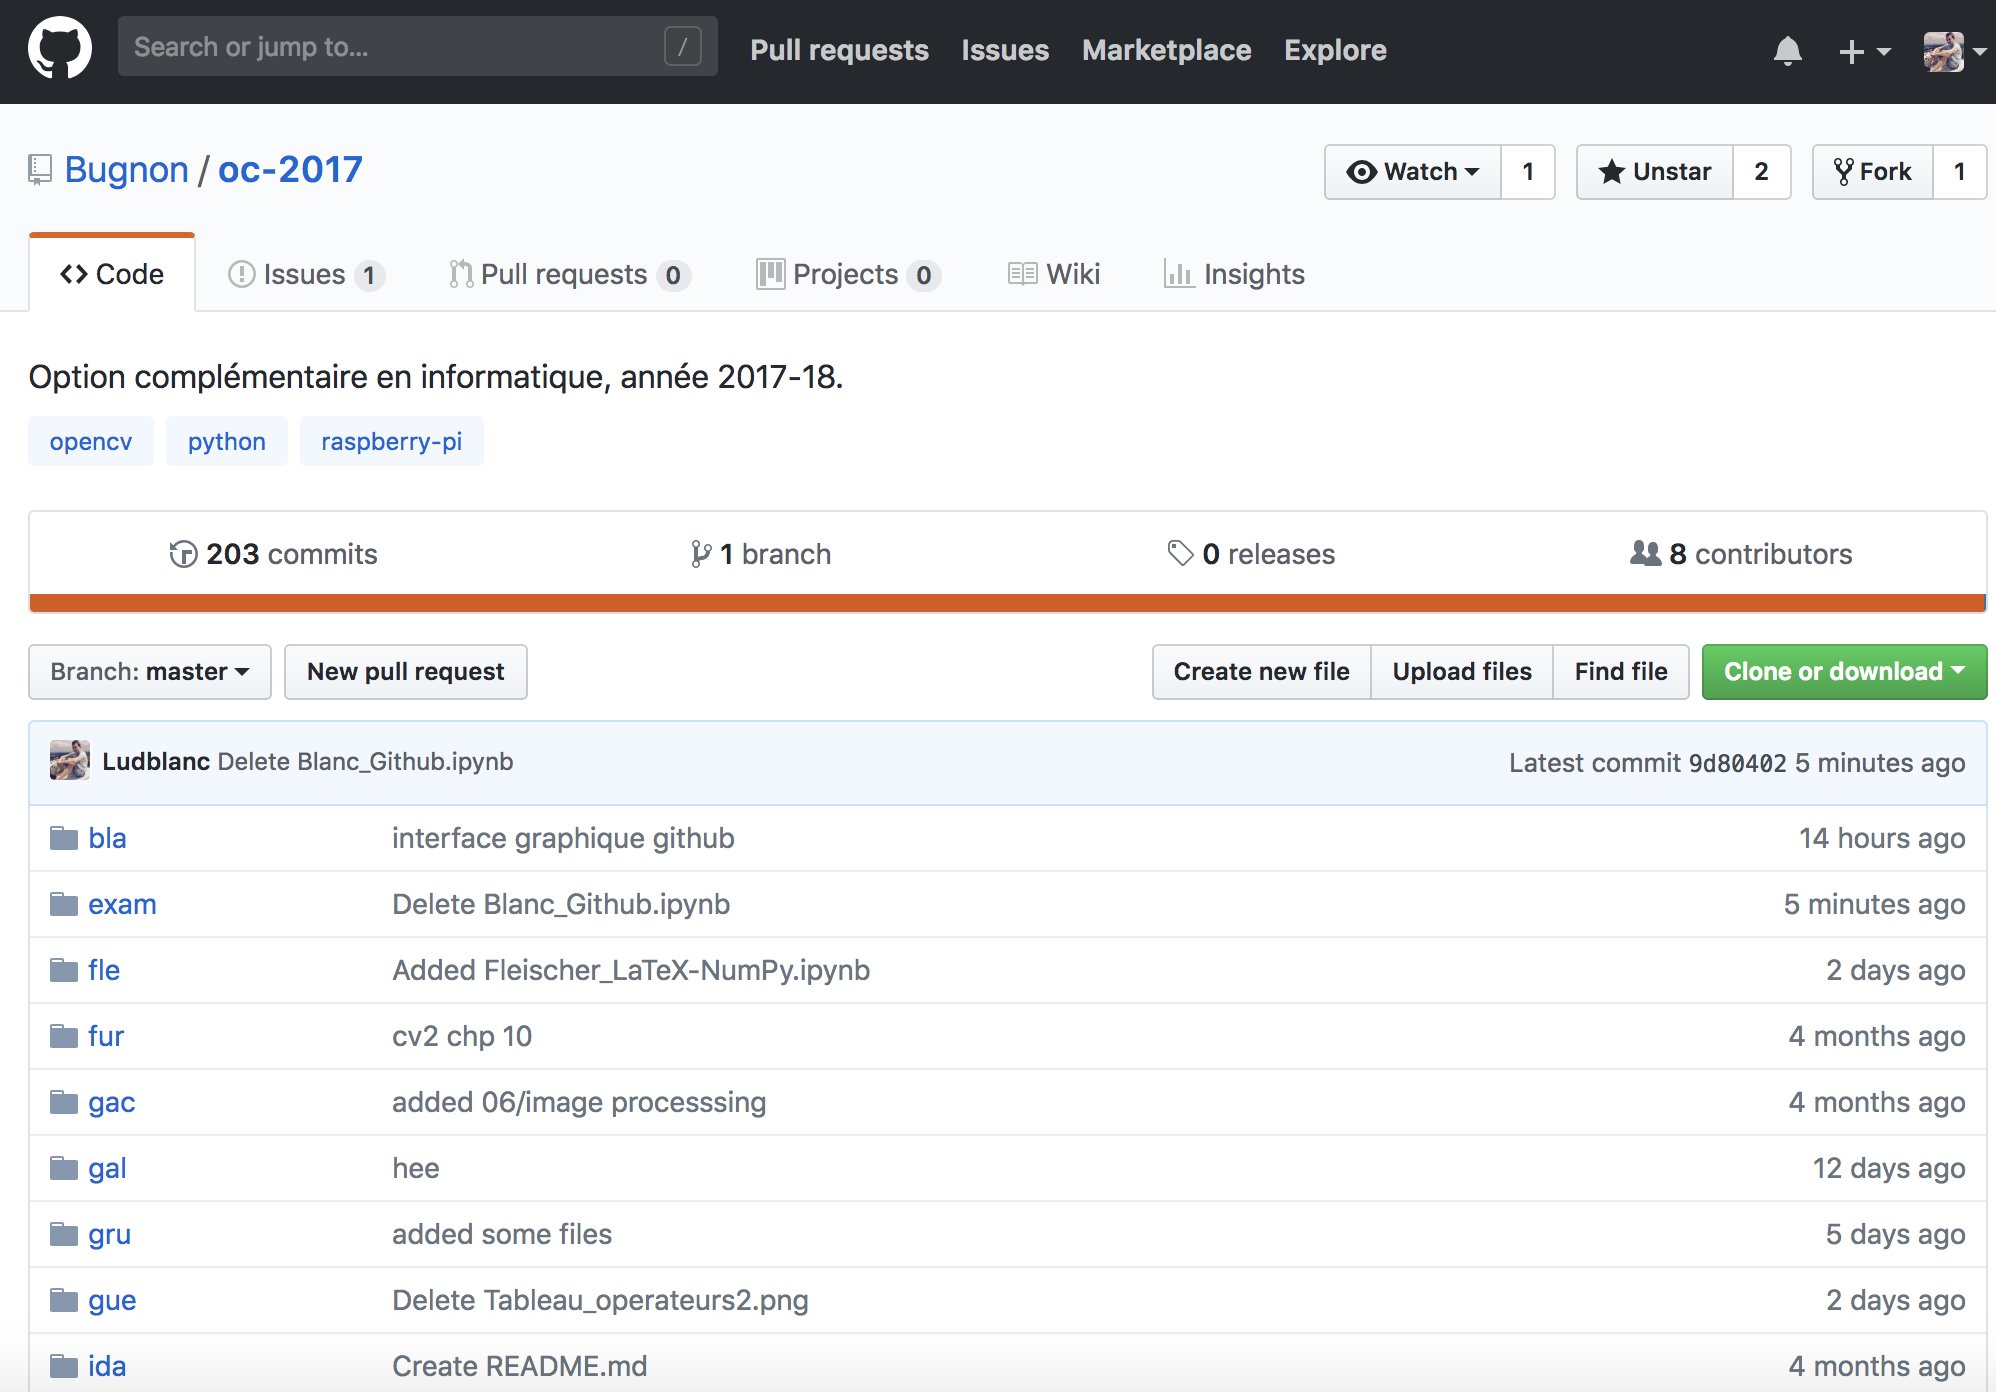 Search or jump to... / Pull requests Issues Marketplace Explore
Bugnon / oc-2017 Watch 1 Unstar 2 Fork 1
Code Issues 1 Pull requests 0 Projects 0 Wiki Insights
Option complémentaire en informatique, année 2017-18.
opencv python raspberry-pi
203 commits 1 branch 0 releases 8 contributors
Branch: master New pull request Create new file Upload files Find file Clone or download
Ludblanc Delete Blanc_Github.ipynb Latest commit 9d80402 5 minutes ago
bla interface graphique github 14 hours ago
exam Delete Blanc_Github.ipynb 5 minutes ago
fle Added Fleischer_LaTeX-NumPy.ipynb 2 days ago
fur cv2 chp 10 4 months ago
gac added 06/image processsing 4 months ago
gal hee 12 days ago
gru added some files 5 days ago
gue Delete Tableau_operateurs2.png 2 days ago
ida Create README.md 4 months ago